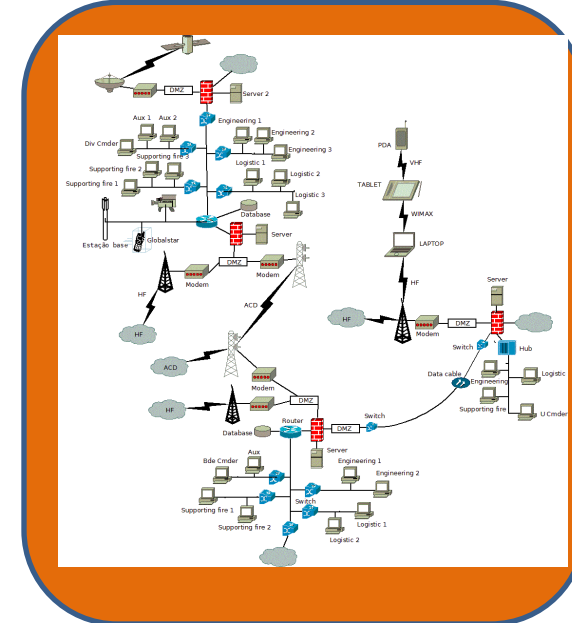 DMZ
Server 2
Aux 1
Aux 2
Engineering 1
Engineering 2
Div Cmder
Supporting fire 3
Engineering 3
Supporting fire 2
Logistic 1
Logistic 2
Supporting fire 1
Logistic 3
Database
Estação base
Globalistar
Server
DMZ
Modem
Modem
HF
HF
ACD
ACD
Modem
HF
DMZ
Database
Router
DMZ
Switch
Server
Bde Cmder
Aux
Engineering 1
Engineering 2
Supporting fire 1
Switch
Supporting fire 2
Logistic 1
Logistic 2
PDA
VHF
TABLET
WIMAX
LAPTOP
HF
Server
HF
Modem
DMZ
Switch
Hub
Data cable
Engineering
Logistic
Supporting fire
U Cmder